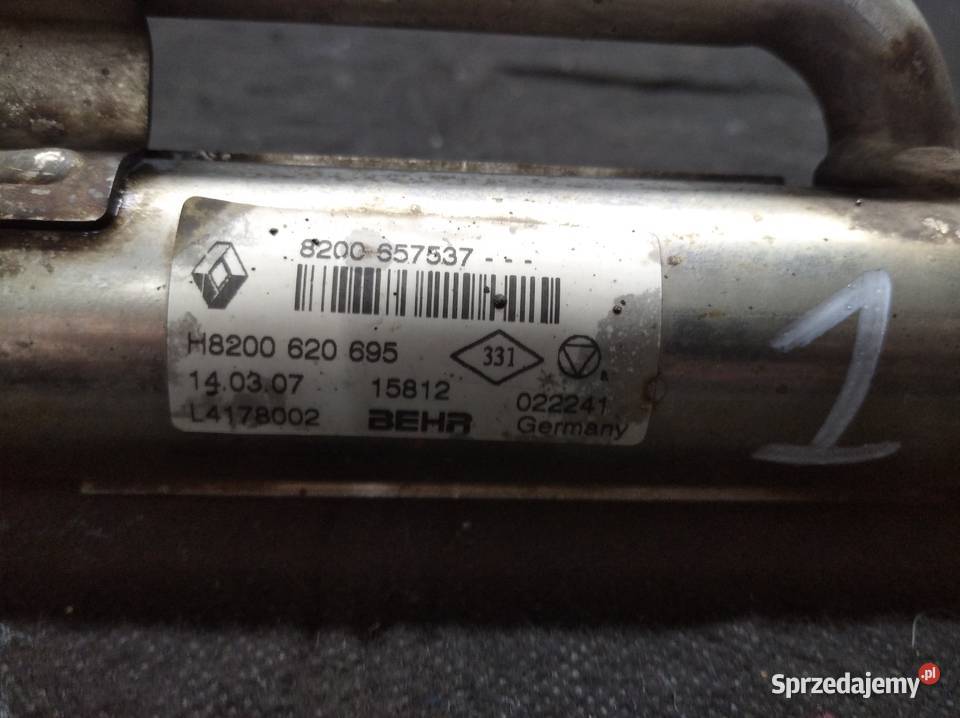 8200 657537 - - -
H8200 620 695
331
14.03.07 15812 022241
L4178002 BEHR Germany
1
Sprzedajemy.pl